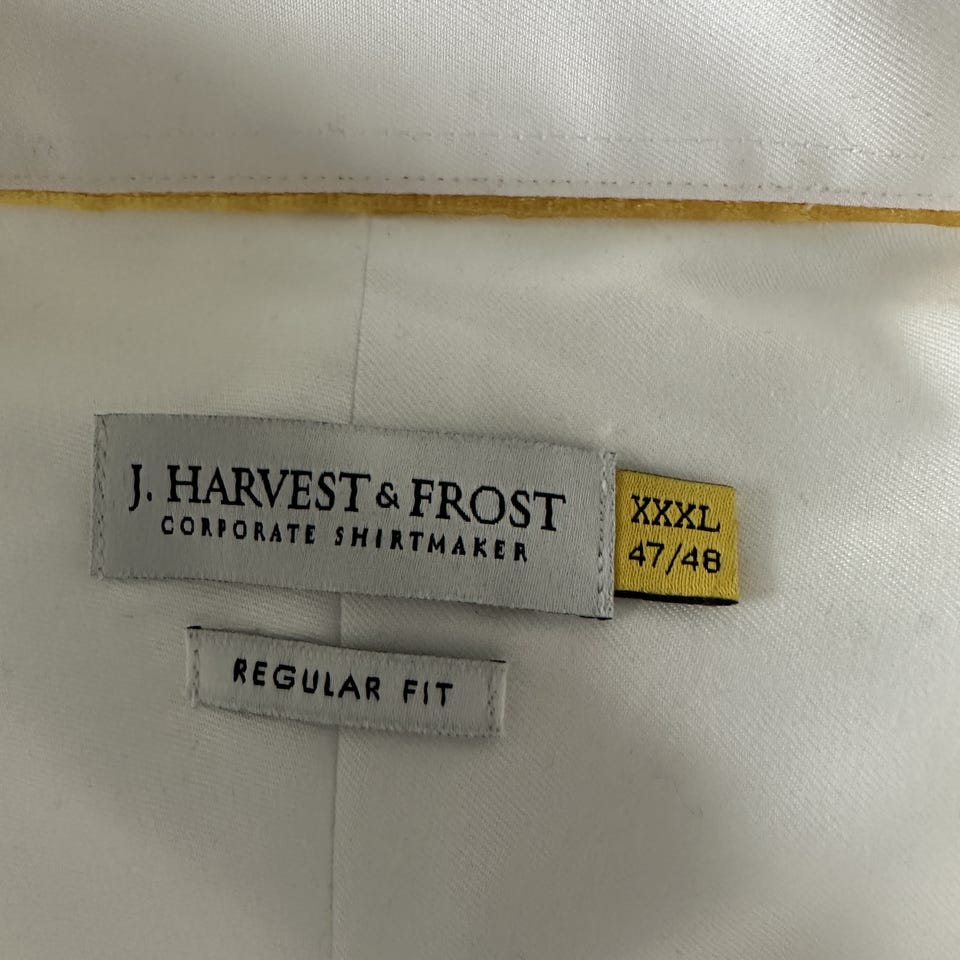 J. HARVEST & FROST
CORPORATE SHIRTMAKER
XXXL
47/48
REGULAR FIT